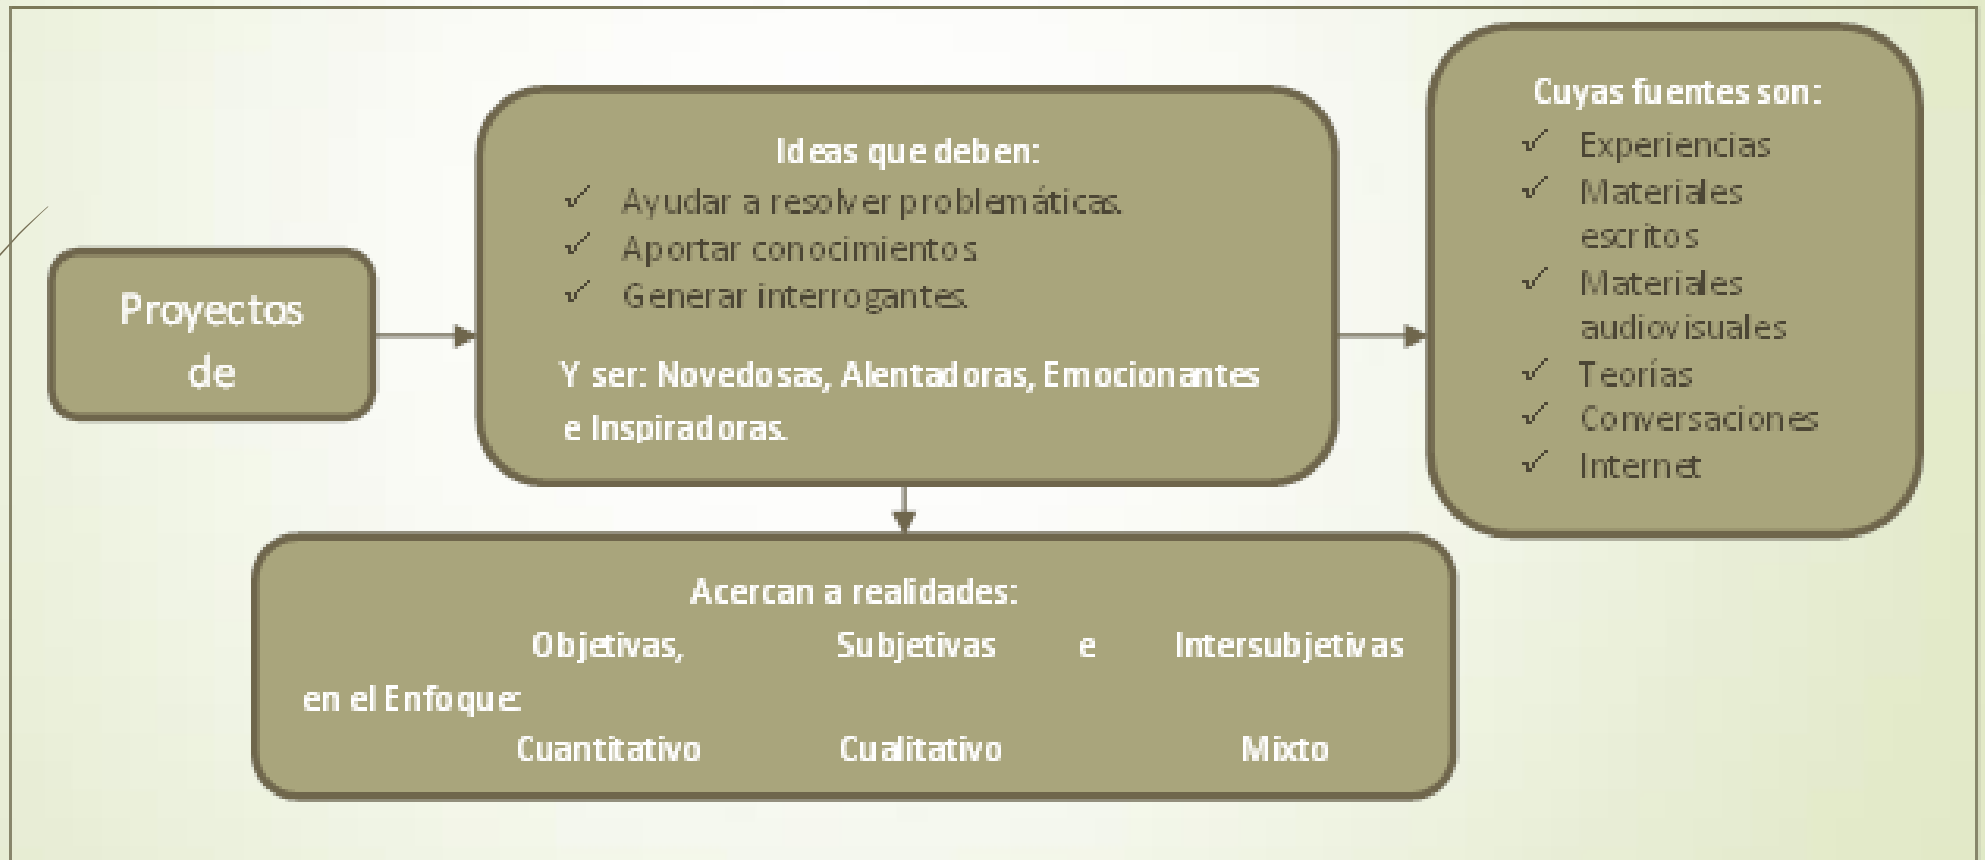 Proyectos
de
Ideas que deben:
✓ Ayudar a resolver problemáticas.
✓ Aportar conocimientos
✓ Generar interrogantes.
Y ser: Novedosas, Alentadoras, Emocionantes
e Inspiradoras.
Cuyas fuentes son:
✓ Experiencias
✓ Materiales
escritos
✓ Materiales
audiovisuales
✓ Teorías
✓ Conversaciones
✓ Internet
Acercan a realidades:
Objetivas, Subjetivas e Intersubjetivas
en el Enfoque:
Cuantitativo Cualitativo Mixto